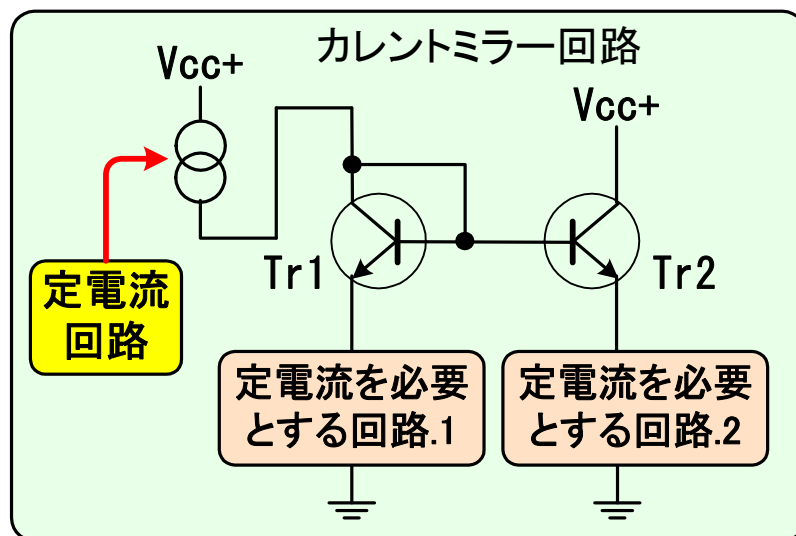 カレントミラー回路
Vcc+
Vcc+
Tr1
Tr2
定電流
回路
定電流を必要
とする回路.1
定電流を必要
とする回路.2